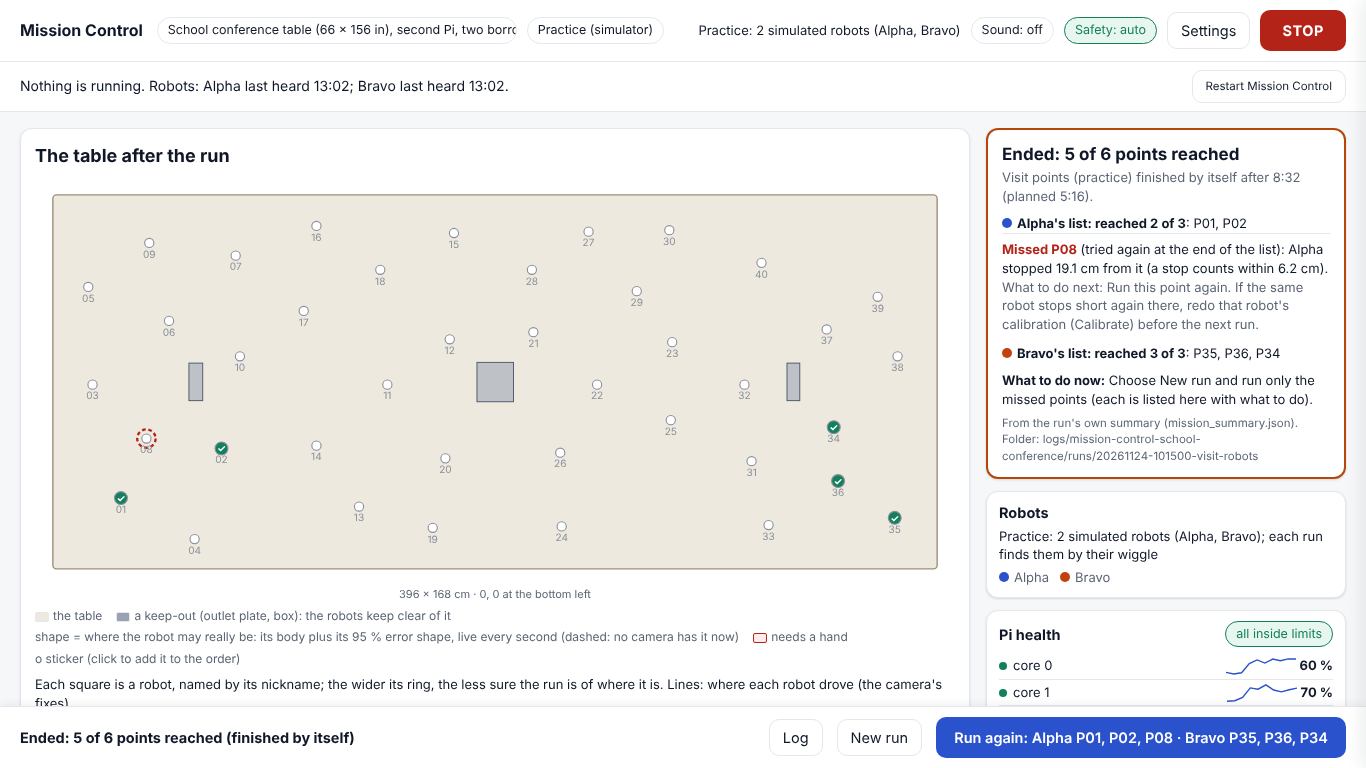 Mission Control
School conference table (66 × 156 in), second Pi, two
Practice (simulator)
Practice: 2 simulated robots (Alpha, Bravo)
Sound: off
Safety: auto
Settings
STOP
Nothing is running. Robots: Alpha last heard 13:02; Bravo last heard 13:02.
Restart Mission Control
The table after the run
16
15
27
30
09
07
18
28
40
05
29
39
06
17
12
21
23
37
10
38
03
11
22
32
25
34
08
02
14
20
26
31
36
01
13
19
24
33
35
04
396 × 168 cm · 0, 0 at the bottom left
the table
a keep-out (outlet plate, box): the robots keep clear of it
shape = where the robot may really be: its body plus its 95 % error shape, live every second (dashed: no camera has it now)
needs a hand
o sticker (click to add it to the order)
Each square is a robot, named by its nickname; the wider its ring, the less sure the run is of where it is. Lines: where each robot drove (the camera's
fixes)
Ended: 5 of 6 points reached
Visit points (practice) finished by itself after 8:32
(planned 5:16).
Alpha's list: reached 2 of 3: P01, P02
Missed P08 (tried again at the end of the list): Alpha
stopped 19.1 cm from it (a stop counts within 6.2 cm).
What to do next: Run this point again. If the same
robot stops short again there, redo that robot's
calibration (Calibrate) before the next run.
Bravo's list: reached 3 of 3: P35, P36, P34
What to do now: Choose New run and run only the
missed points (each is listed here with what to do).
From the run's own summary (mission_summary.json).
Folder: logs/mission-control-school-
conference/runs/20261124-101500-visit-robots
Robots
Practice: 2 simulated robots (Alpha, Bravo); each run
finds them by their wiggle
Alpha
Bravo
Pi health
all inside limits
core 0
60 %
core 1
70 %
Ended: 5 of 6 points reached (finished by itself)
Log
New run
Run again: Alpha P01, P02, P08 · Bravo P35, P36, P34